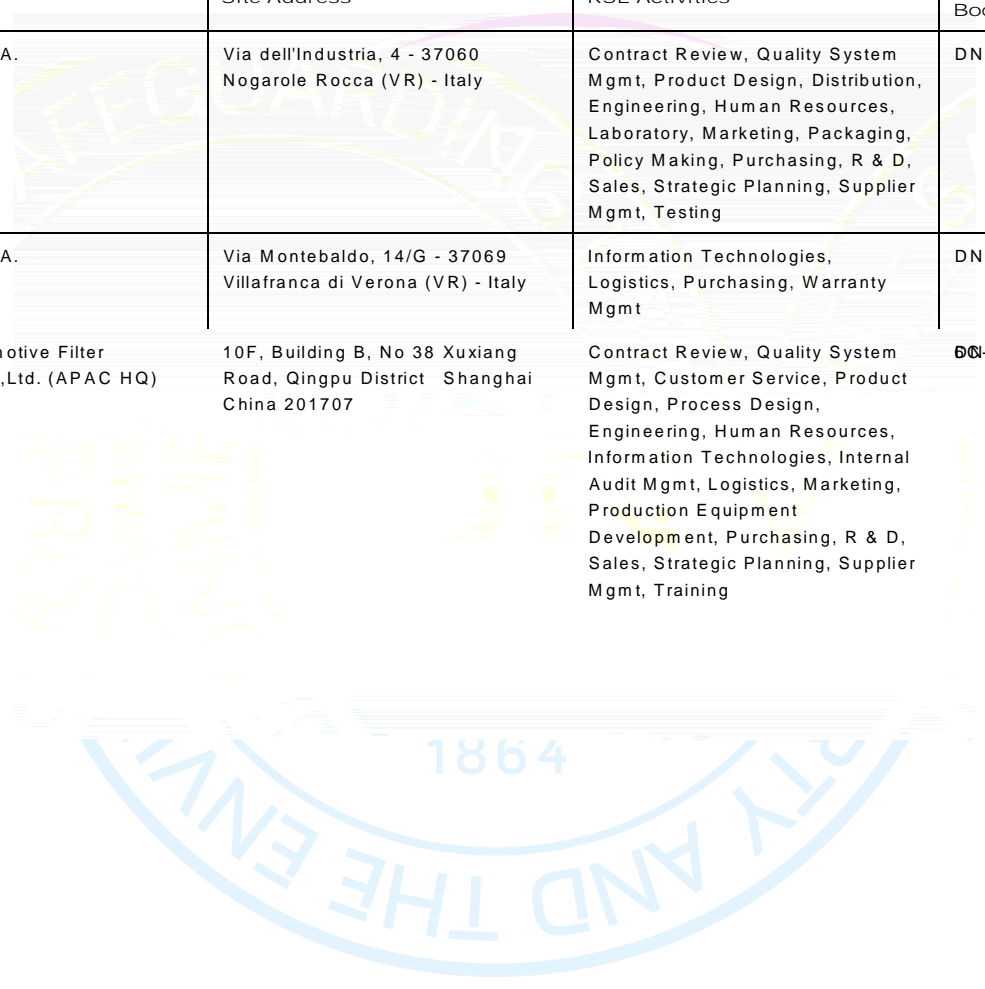 Site Address
RSL Activities
A.
Via dell'Industria, 4 - 37060
Nogarole Rocca (VR) - Italy
Contract Review, Quality System
Mgmt, Product Design, Distribution,
Engineering, Human Resources,
Laboratory, Marketing, Packaging,
Policy Making, Purchasing, R & D,
Sales, Strategic Planning, Supplier
Mgmt, Testing
DN
A.
Via Montebaldo, 14/G - 37069
Villafranca di Verona (VR) - Italy
Information Technologies,
Logistics, Purchasing, Warranty
Mgmt
DN
otive Filter
,Ltd. (APAC HQ)
10F, Building B, No 38 Xuxiang
Road, Qingpu District Shanghai
China 201707
Contract Review, Quality System
Mgmt, Customer Service, Product
Design, Process Design,
Engineering, Human Resources,
Information Technologies, Internal
Audit Mgmt, Logistics, Marketing,
Production Equipment
Development, Purchasing, R & D,
Sales, Strategic Planning, Supplier
Mgmt, Training
SAFEGUARDING
1864
TY AND THE ENVI